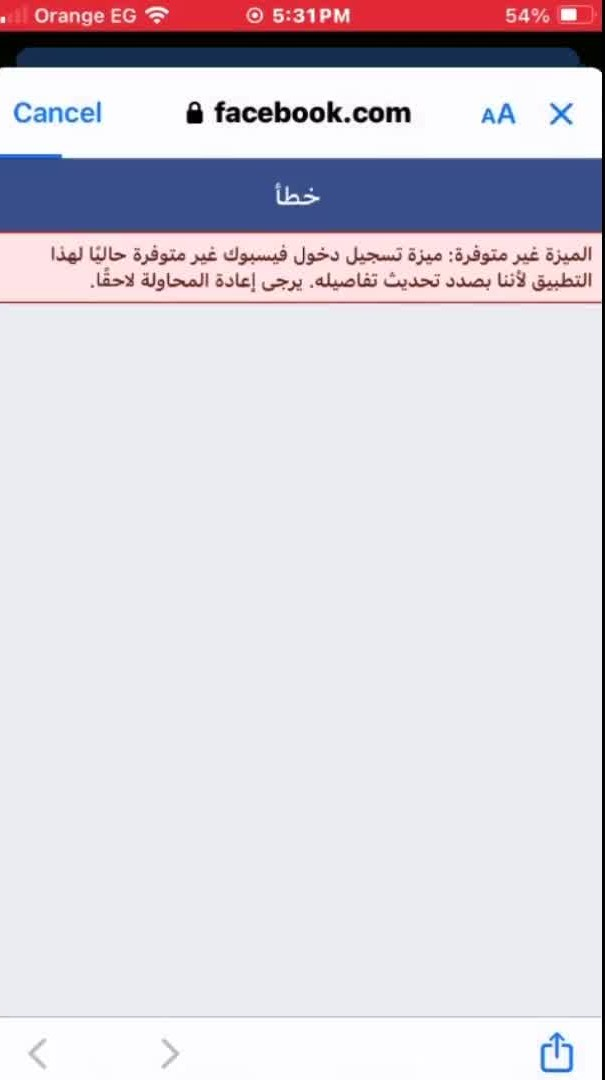 Orange EG 5:31PM 54%
Cancel facebook.com AA
خطأ
الميزة غير متوفرة: ميزة تسجيل دخول فيسبوك غير متوفرة حاليًا لهذا
التطبيق لأننا بصدد تحديث تفاصيله. يرجى إعادة المحاولة لاحقًا.